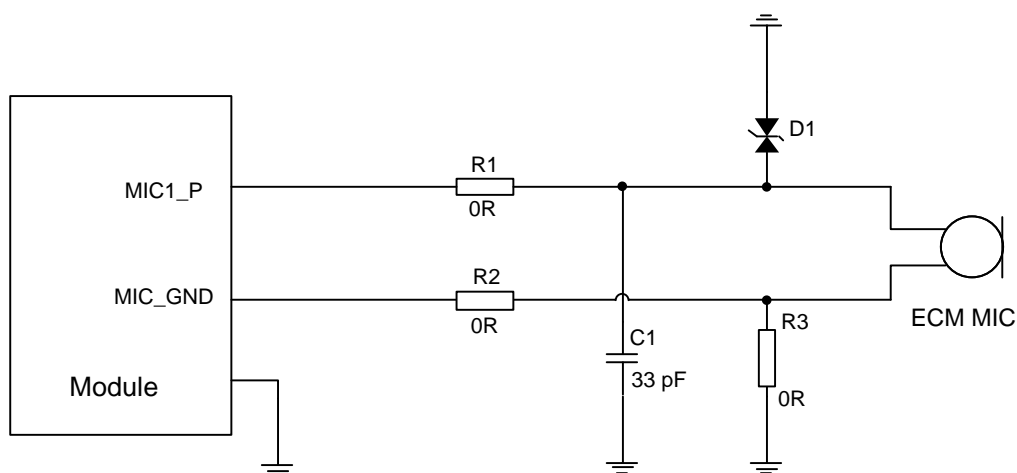 D1
R1
MIC1_P
0R
R2
MIC_GND
0R
R3
ECM MIC
C1
33 pF
0R
Module